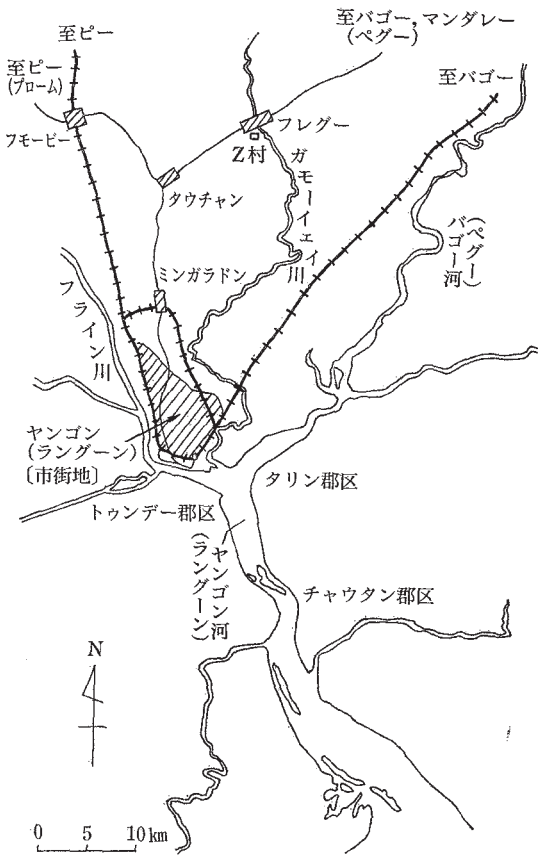 至ピー
至ピー
(プローム)
フモービー
至バゴー,マンダレー
(ペグー)
至バゴー
フレグー
Z村
ガモーイェイ川
タウチャン
ミンガラドン
フライン川
(ペグー)
バゴー河
ヤンゴン
(ラングーン)
〔市街地〕
タリン郡区
トゥンデー郡区
ヤンゴン河
(ラングーン)
チャウタン郡区
N
0 5 10km